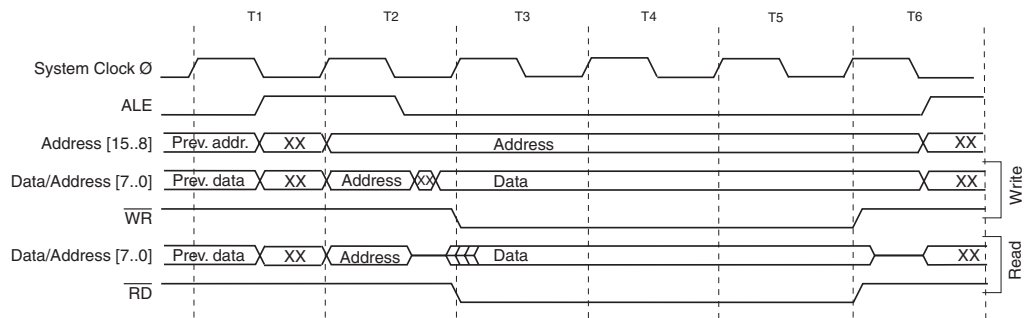 T1 T2 T3 T4 T5 T6
System Clock Ø
ALE
Address [15..8] Prev. addr. XX Address XX
Data/Address [7..0] Prev. data XX Address XX Data XX
WR
Write
Data/Address [7..0] Prev. data XX Address Data XX
RD
Read